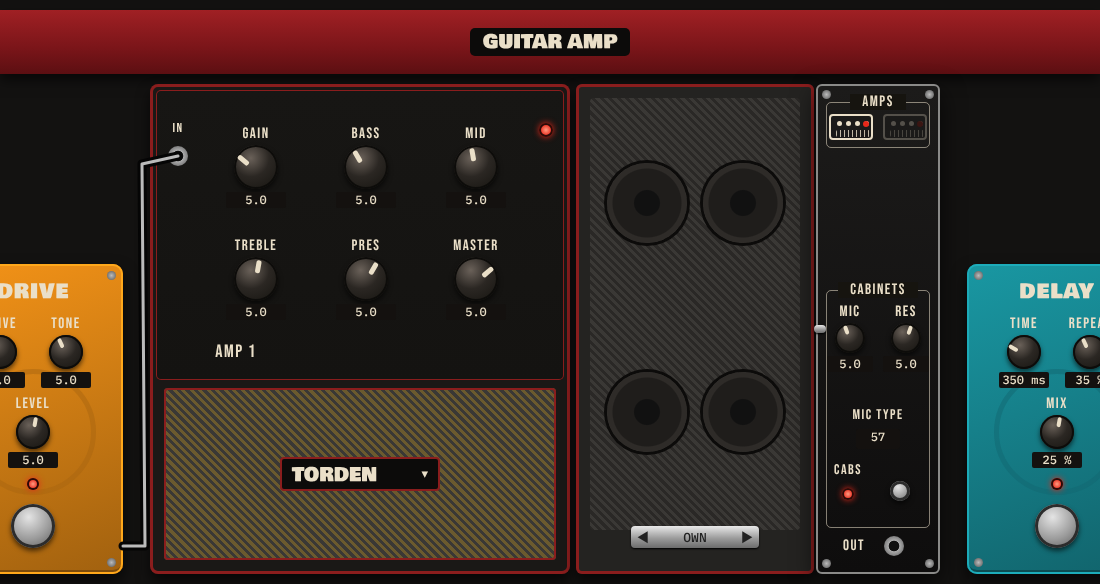 GUITAR AMP
IN
GAIN BASS MID
5.0 5.0 5.0
TREBLE PRES MASTER
5.0 5.0 5.0
AMP 1
TORDEN
OWN
AMPS
CABINETS
MIC RES
5.0 5.0
MIC TYPE
57
CABS
OUT
DRIVE
TONE
5.0
LEVEL
5.0
DELAY
TIME
350 ms 35 %
MIX
25 %